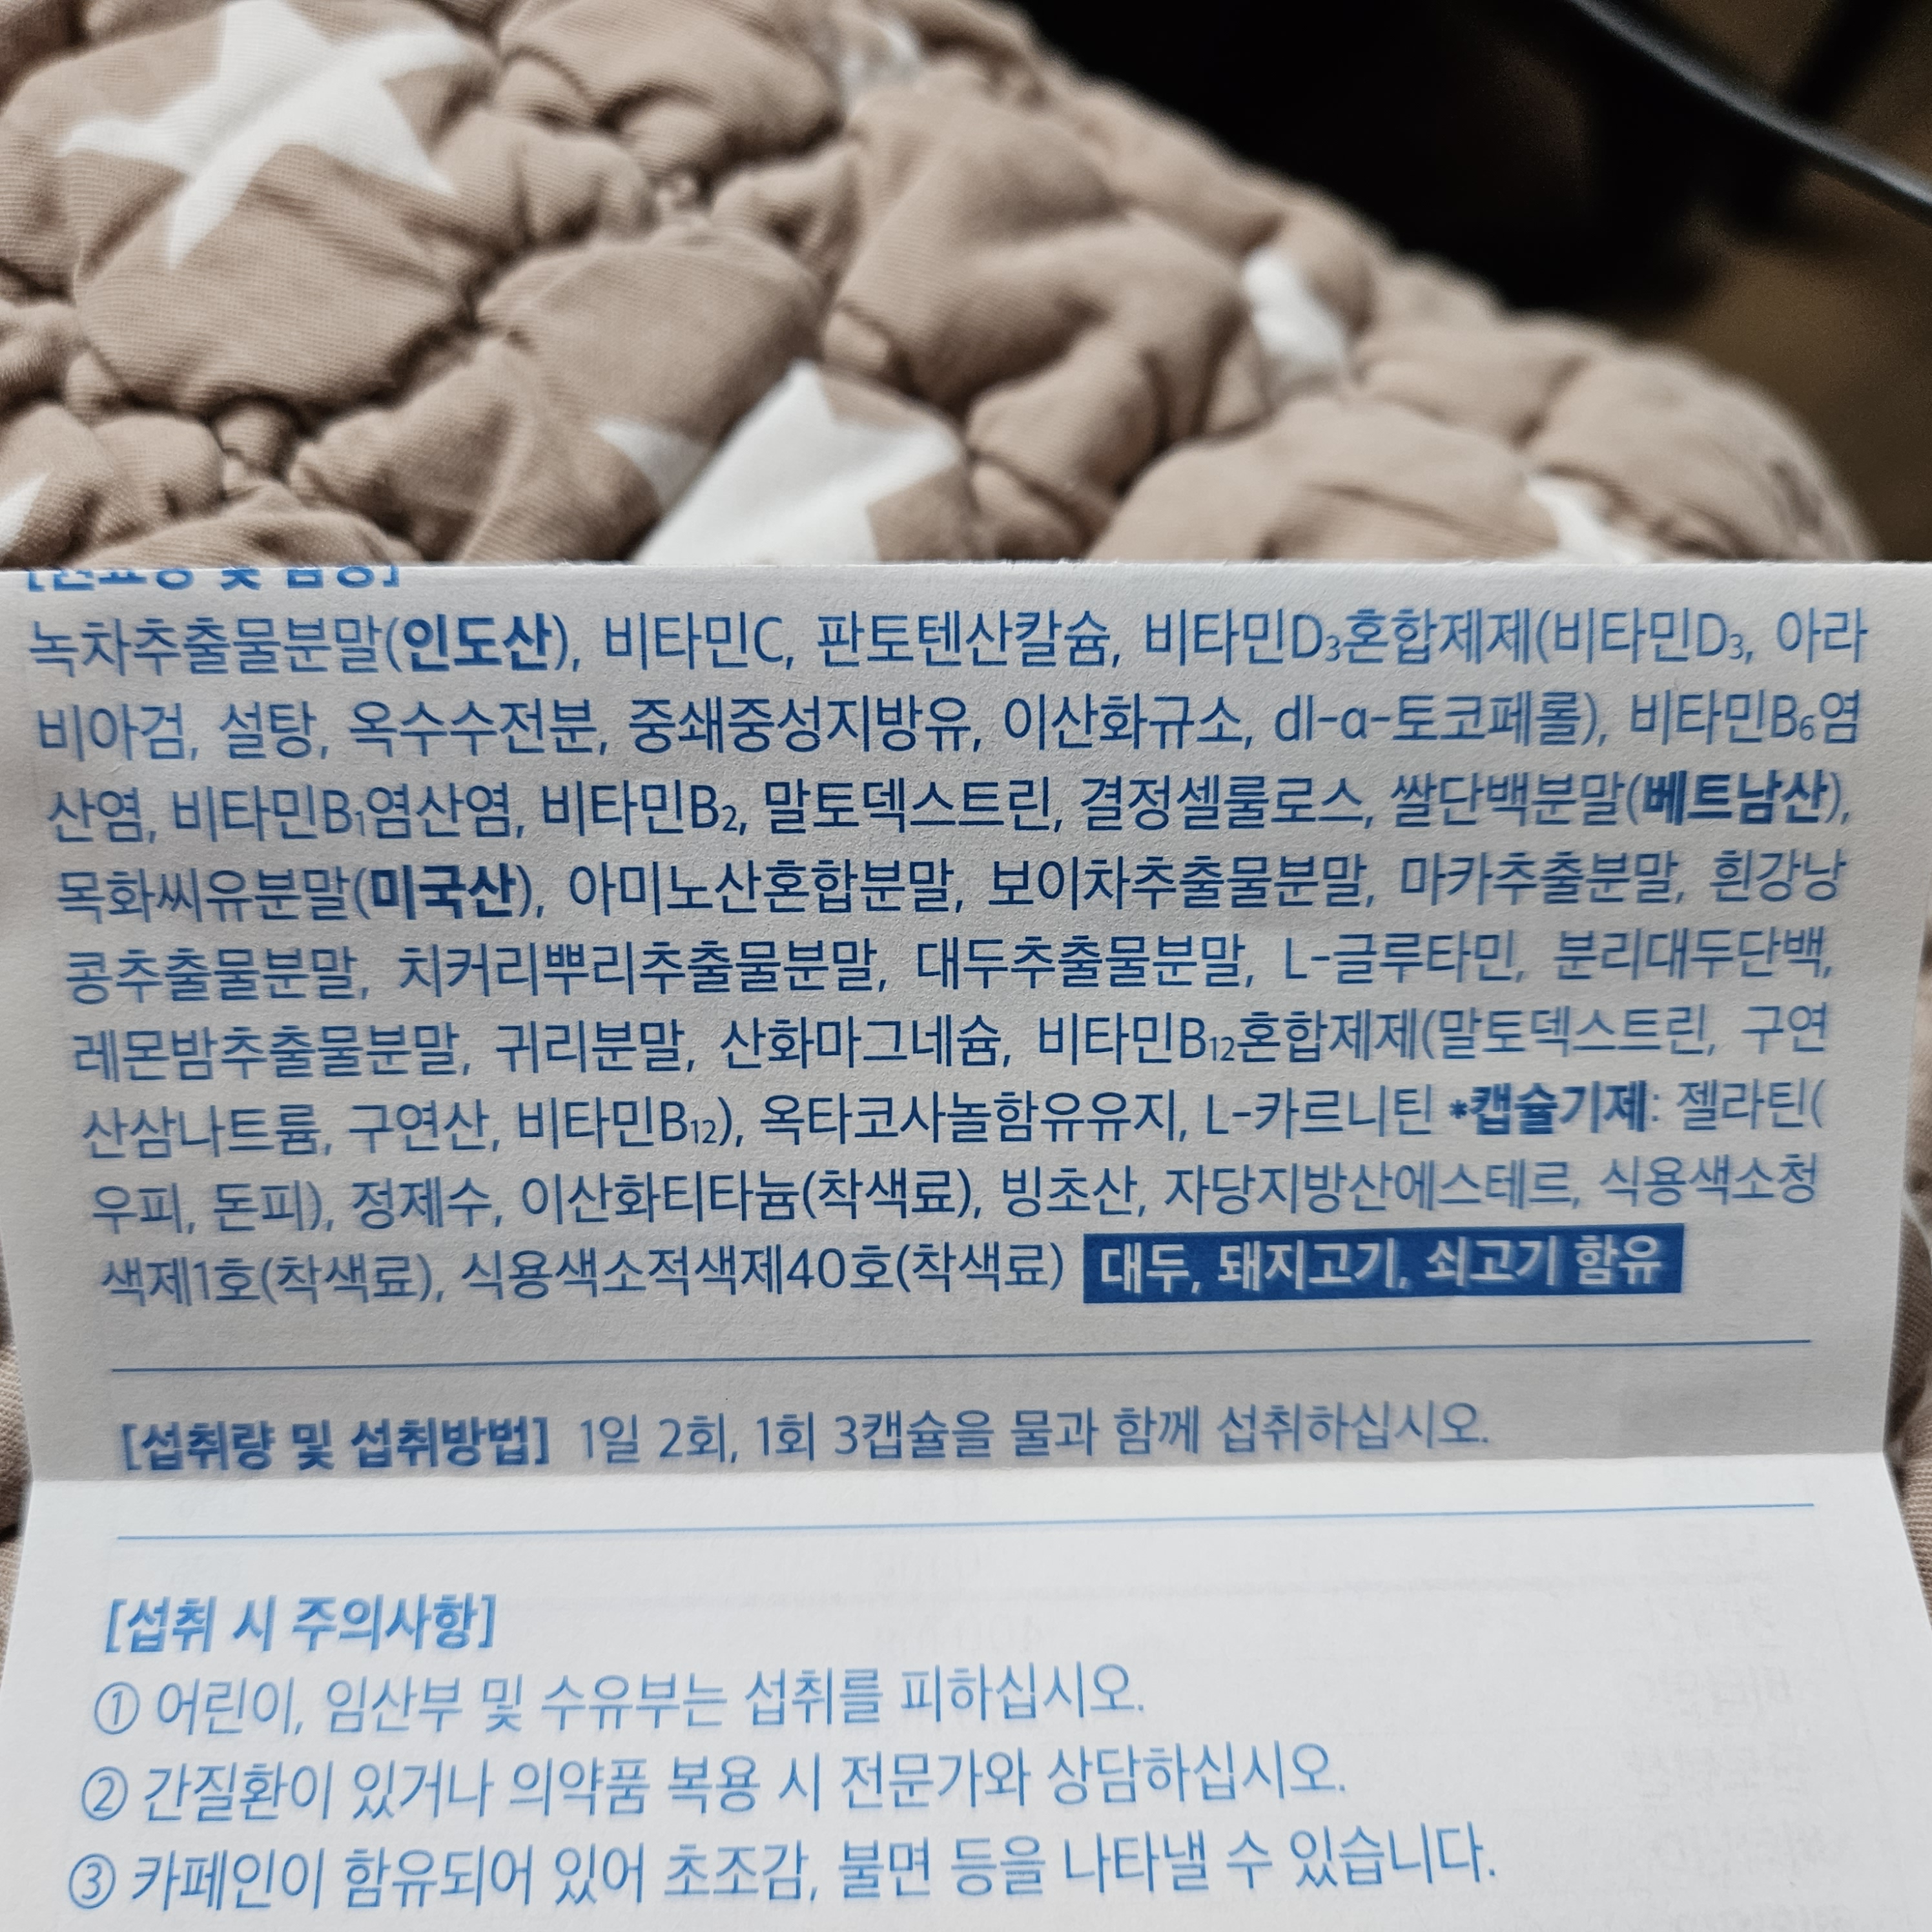 [원료명 및 함량]
녹차추출물분말(인도산), 비타민C, 판토텐산칼슘, 비타민D₃혼합제제(비타민D₃, 아라
비아검, 설탕, 옥수수전분, 중쇄중성지방유, 이산화규소, dl-α-토코페롤), 비타민B₆염
산염, 비타민B₁염산염, 비타민B₂, 말토덱스트린, 결정셀룰로스, 쌀단백분말(베트남산),
목화씨유분말(미국산), 아미노산혼합분말, 보이차추출물분말, 마카추출분말, 흰강낭
콩추출물분말, 치커리뿌리추출물분말, 대두추출물분말, L-글루타민, 분리대두단백,
레몬밤추출물분말, 귀리분말, 산화마그네슘, 비타민B₁₂혼합제제(말토덱스트린, 구연
산삼나트륨, 구연산, 비타민B₁₂), 옥타코사놀함유유지, L-카르니틴 *캡슐기제: 젤라틴(
우피, 돈피), 정제수, 이산화티타늄(착색료), 빙초산, 자당지방산에스테르, 식용색소청
색제1호(착색료), 식용색소적색제40호(착색료) 대두, 돼지고기, 쇠고기 함유
[섭취량 및 섭취방법] 1일 2회, 1회 3캡슐을 물과 함께 섭취하십시오.
[섭취 시 주의사항]
① 어린이, 임산부 및 수유부는 섭취를 피하십시오.
② 간질환이 있거나 의약품 복용 시 전문가와 상담하십시오.
③ 카페인이 함유되어 있어 초조감, 불면 등을 나타낼 수 있습니다.